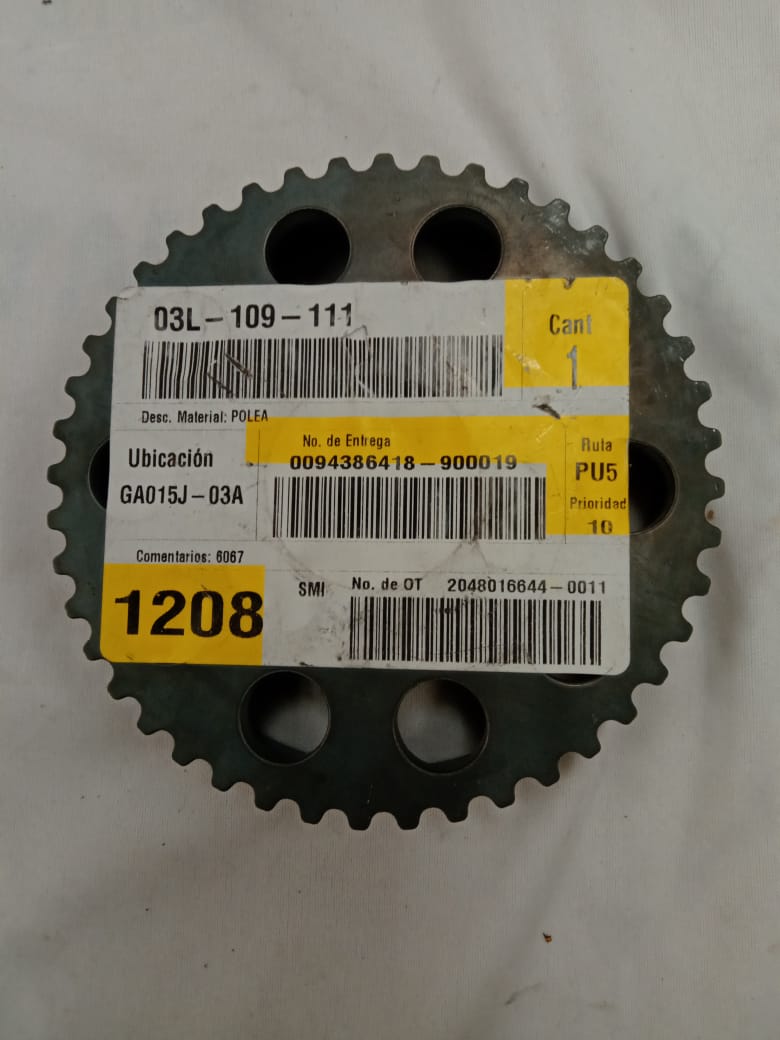 03L-109-111
Cant
1
Desc. Material: POLEA
Ubicación
GA015J-03A
No. de Entrega
0094386418-900019
Ruta
PU5
Prioridad
10
Comentarios: 6067
1208
SMI
No. de OT 2048016644-0011